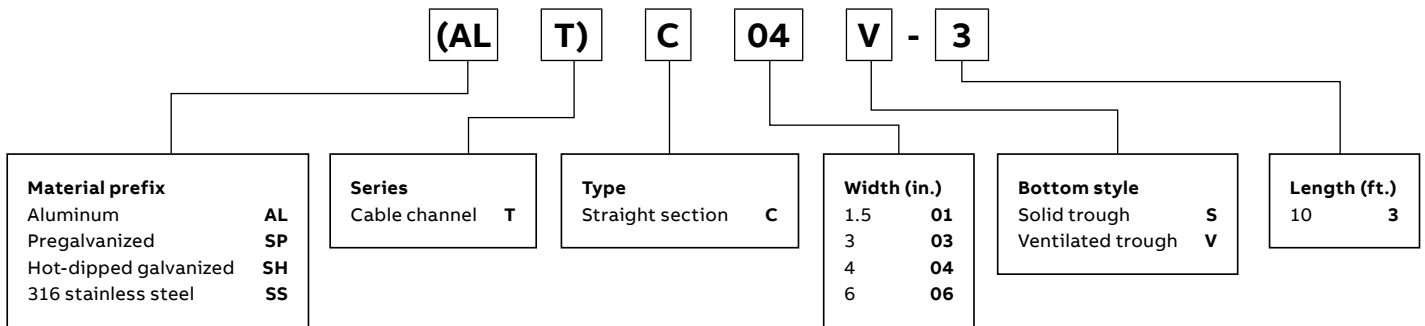 (AL T) C 04 V - 3
Material prefix
Aluminum AL
Pregalvanized SP
Hot-dipped galvanized SH
316 stainless steel SS
Series
Cable channel T
Type
Straight section C
Width (in.)
1.5 01
3 03
4 04
6 06
Bottom style
Solid trough S
Ventilated trough V
Length (ft.)
10 3